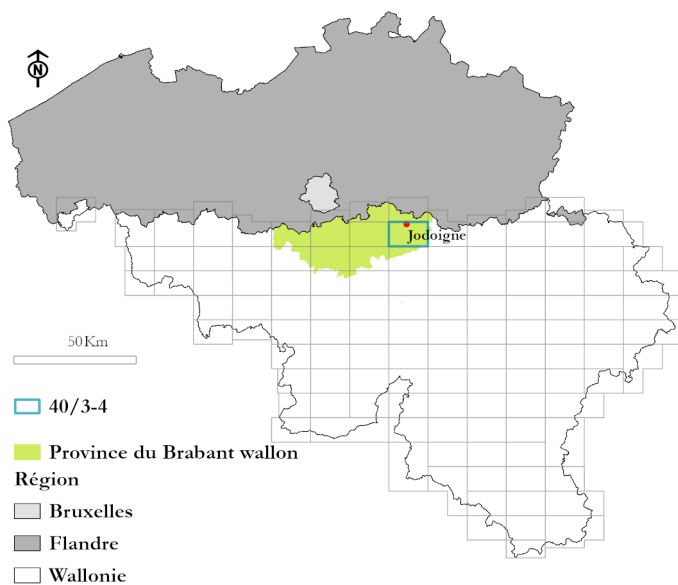 N
Jodoigne
50Km
40/3-4
Province du Brabant wallon
Région
Bruxelles
Flandre
Wallonie